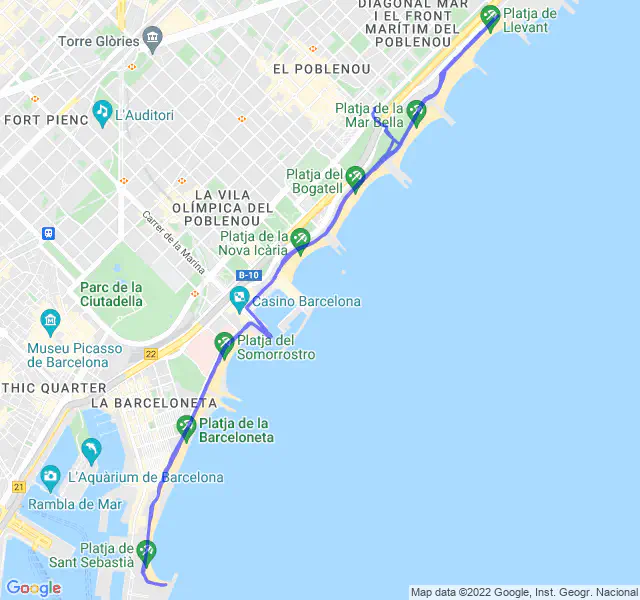 DIAGONAL MAR
I EL FRONT
MARÍTIM DEL
POBLENOU
Platja de
Llevant
Torre Glòries
EL POBLENOU
L'Auditori
FORT PIENC
Platja de la
Mar Bella
Platja del
Bogatell
LA VILA
OLÍMPICA DEL
POBLENOU
Carrer de la Marina
Platja de la
Nova Icària
B-10
Parc de la
Ciutadella
Casino Barcelona
Museu Picasso
de Barcelona
22
Platja del
Somorrostro
THIC QUARTER
LA BARCELONETA
Platja de la
Barceloneta
L'Aquàrium de Barcelona
21
Rambla de Mar
Platja de
Sant Sebastià
Google
Map data ©2022 Google, Inst. Geogr. Nacional